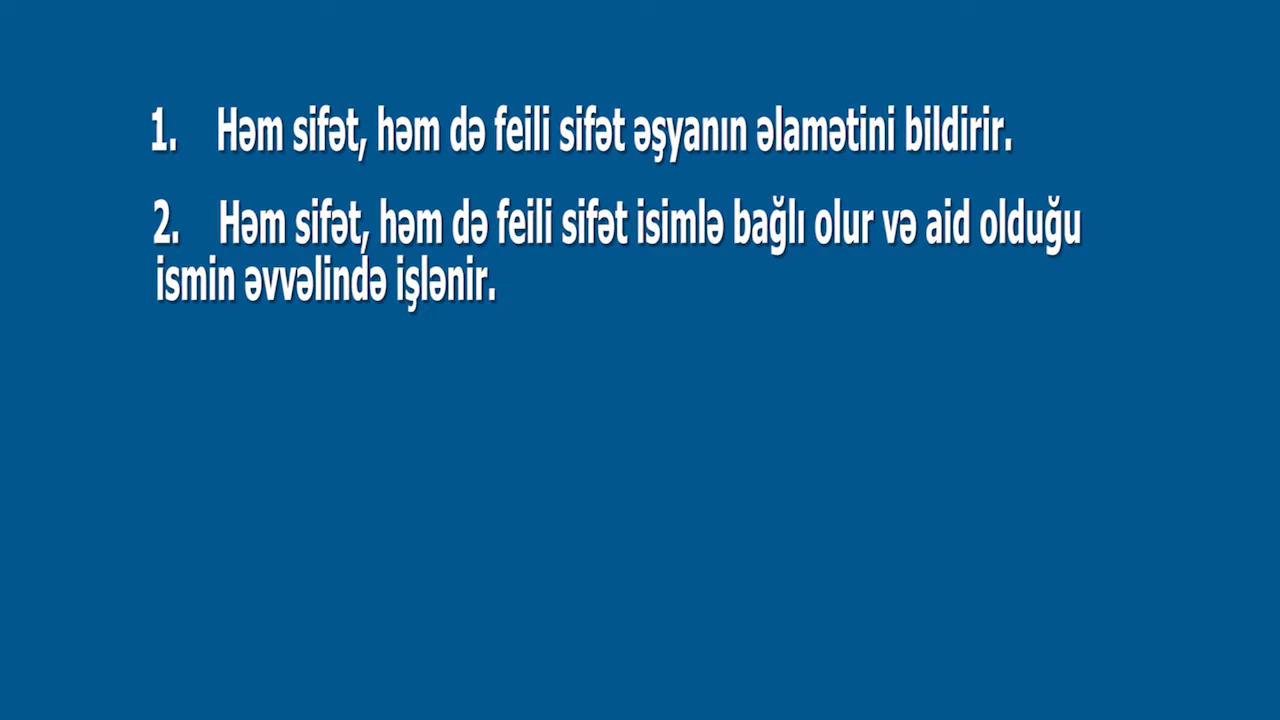 1. Həm sifət, həm də feili sifət əşyanın əlamətini bildirir.
2. Həm sifət, həm də feili sifət isimlə bağlı olur və aid olduğu
ismin əvvəlində işlənir.